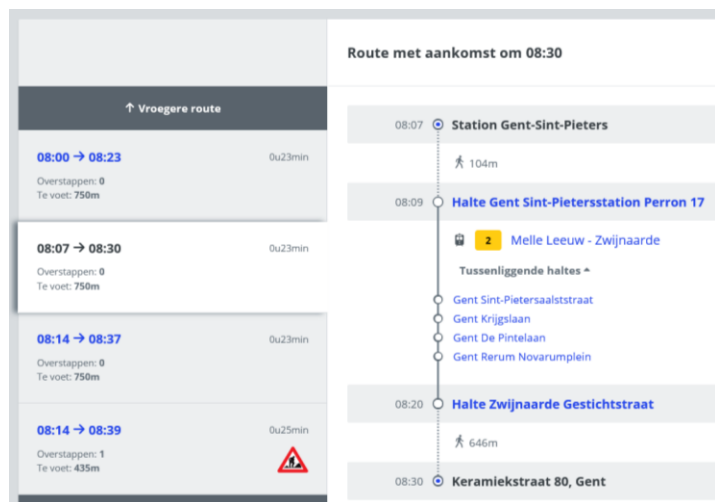 Route met aankomst om 08:30
↑ Vroegere route
08:00 → 08:23 0u23min
Overstappen: 0
Te voet: 750m
08:07 → 08:30 0u23min
Overstappen: 0
Te voet: 750m
08:14 → 08:37 0u23min
Overstappen: 0
Te voet: 750m
08:14 → 08:39 0u25min
Overstappen: 1
Te voet: 435m
08:07 Station Gent-Sint-Pieters
104m
08:09 Halte Gent Sint-Pietersstation Perron 17
2 Melle Leeuw - Zwijnaarde
Tussenliggende haltes
Gent Sint-Pietersaalststraat
Gent Krijgslaan
Gent De Pintelaan
Gent Rerum Novarumplein
08:20 Halte Zwijnaarde Gestichtstraat
646m
08:30 Keramiekstraat 80, Gent